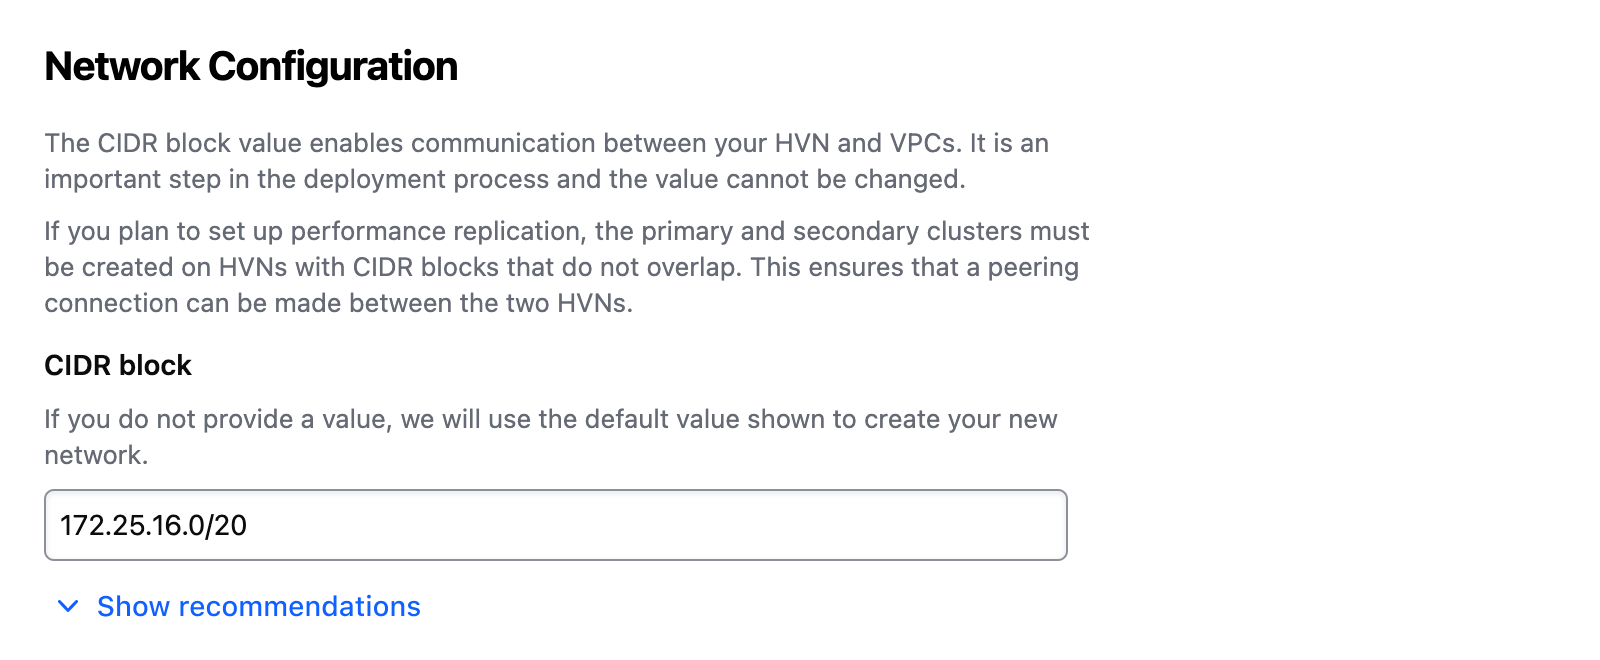 Network Configuration
The CIDR block value enables communication between your HVN and VPCs. It is an
important step in the deployment process and the value cannot be changed.
If you plan to set up performance replication, the primary and secondary clusters must
be created on HVNs with CIDR blocks that do not overlap. This ensures that a peering
connection can be made between the two HVNs.
CIDR block
If you do not provide a value, we will use the default value shown to create your new
network.
172.25.16.0/20
Show recommendations